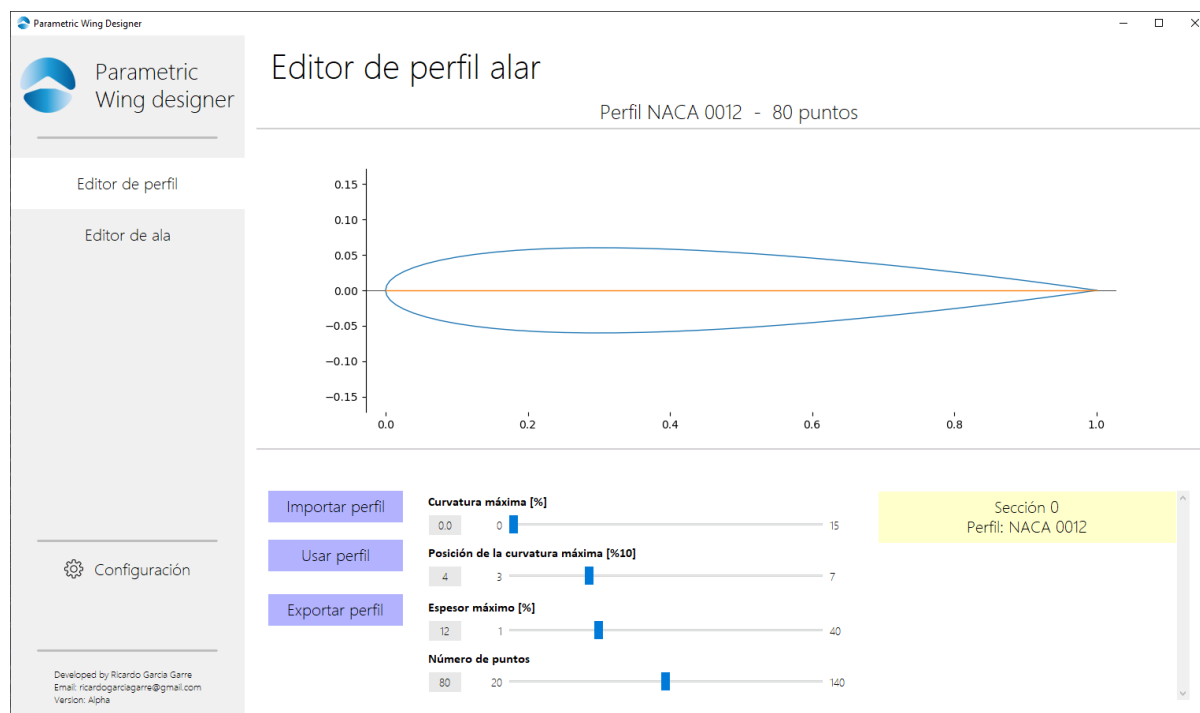 Parametric Wing Designer
Parametric
Wing designer
Editor de perfil
Editor de ala
Configuración
Developed by Ricardo Garcia Garre
Email: ricardogarciagarre@gmail.com
Version: Alpha
Editor de perfil alar
Perfil NACA 0012 - 80 puntos
0.15
0.10
0.05
0.00
−0.05
−0.10
−0.15
0.0 0.2 0.4 0.6 0.8 1.0
Importar perfil
Usar perfil
Exportar perfil
Curvatura máxima [%]
0.0 0 15
Posición de la curvatura máxima [%10]
4 3 7
Espesor máximo [%]
12 1 40
Número de puntos
80 20 140
Sección 0
Perfil: NACA 0012